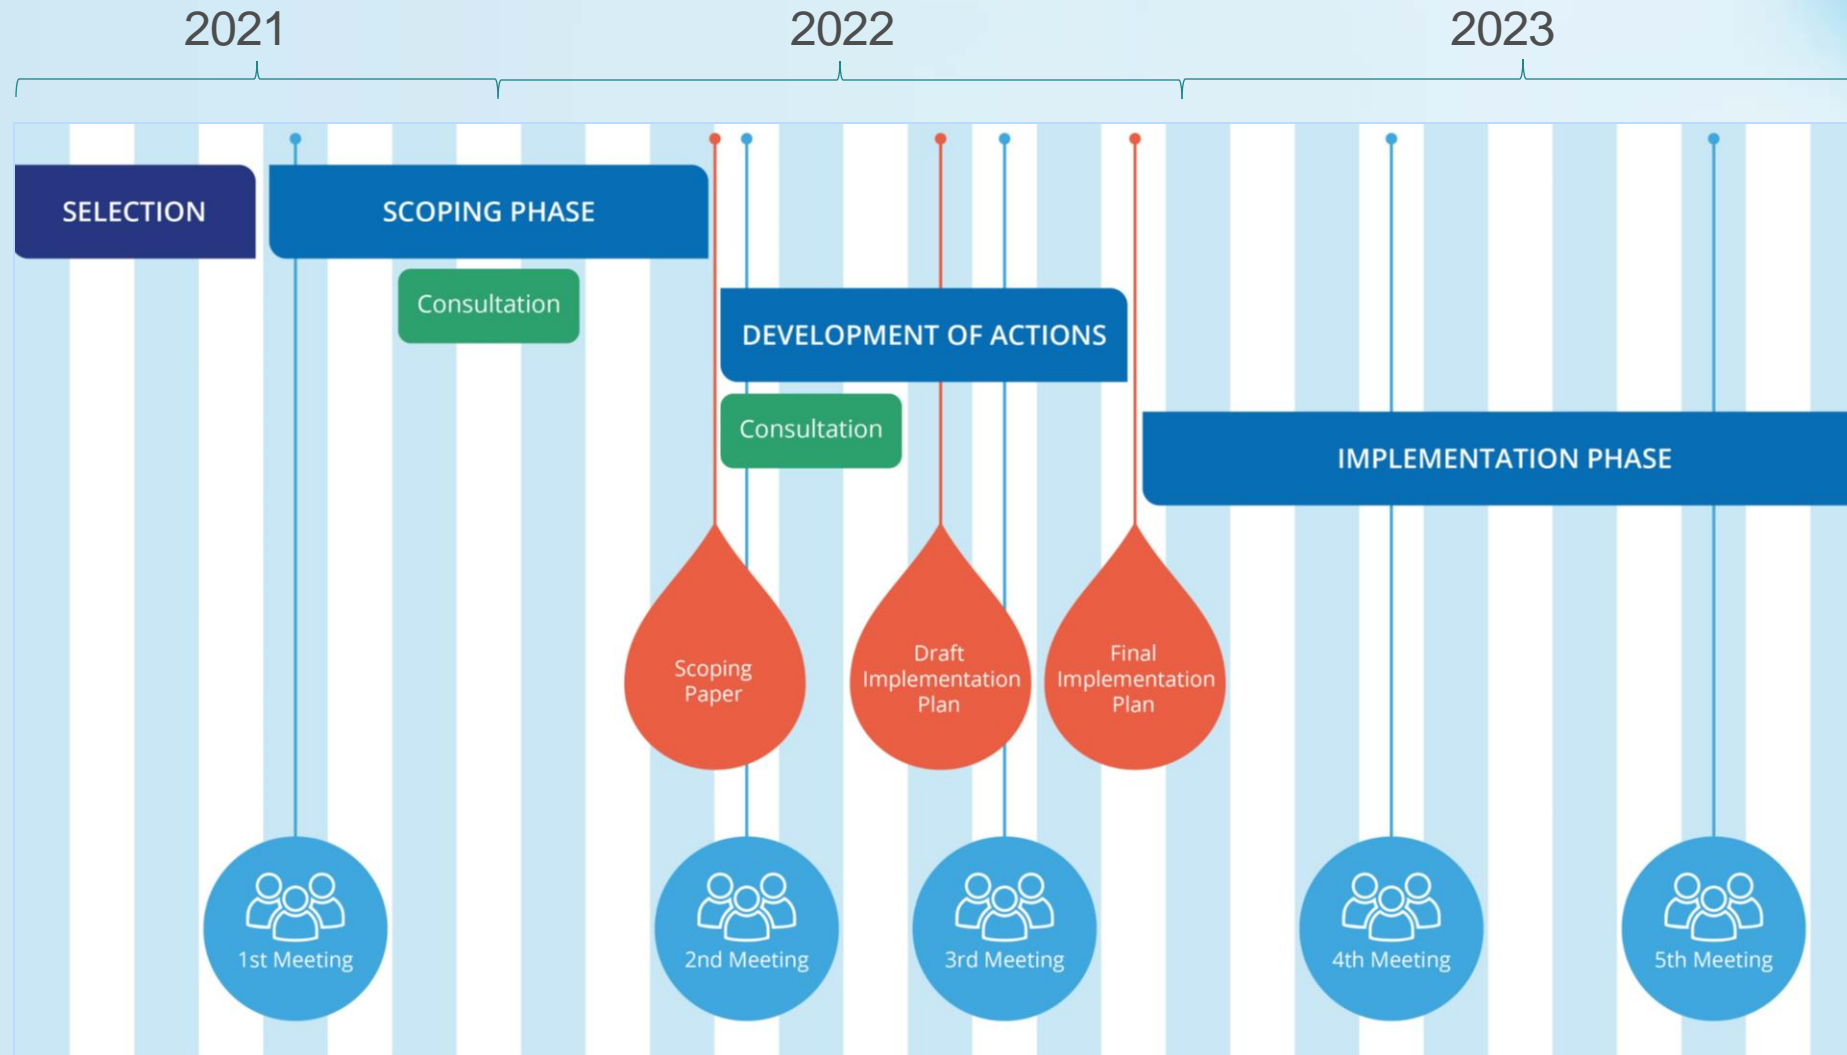 2021
2022
2023
SELECTION
SCOPING PHASE
Consultation
DEVELOPMENT OF ACTIONS
Consultation
IMPLEMENTATION PHASE
Scoping
Paper
Draft
Implementation
Plan
Final
Implementation
Plan
1st Meeting
2nd Meeting
3rd Meeting
4th Meeting
5th Meeting